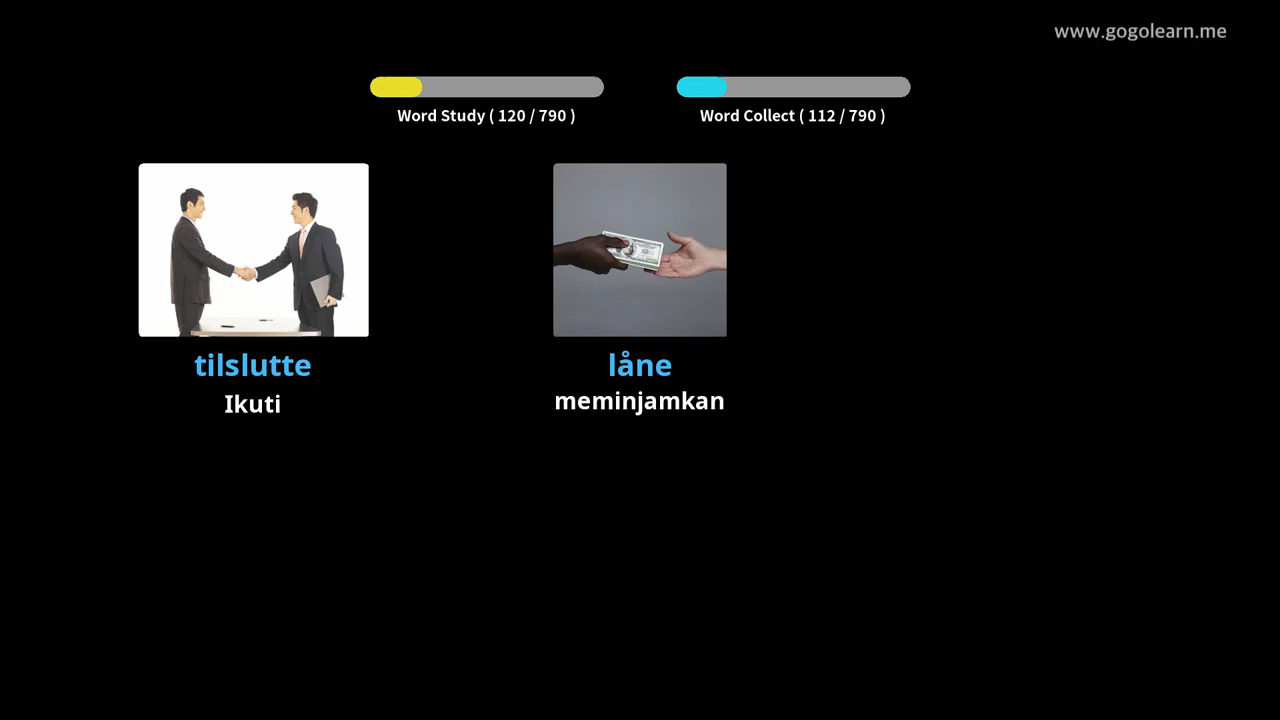 www.gogolearn.me
Word Study ( 120 / 790 )
Word Collect ( 112 / 790 )
tilslutte
Ikuti
låne
meminjamkan